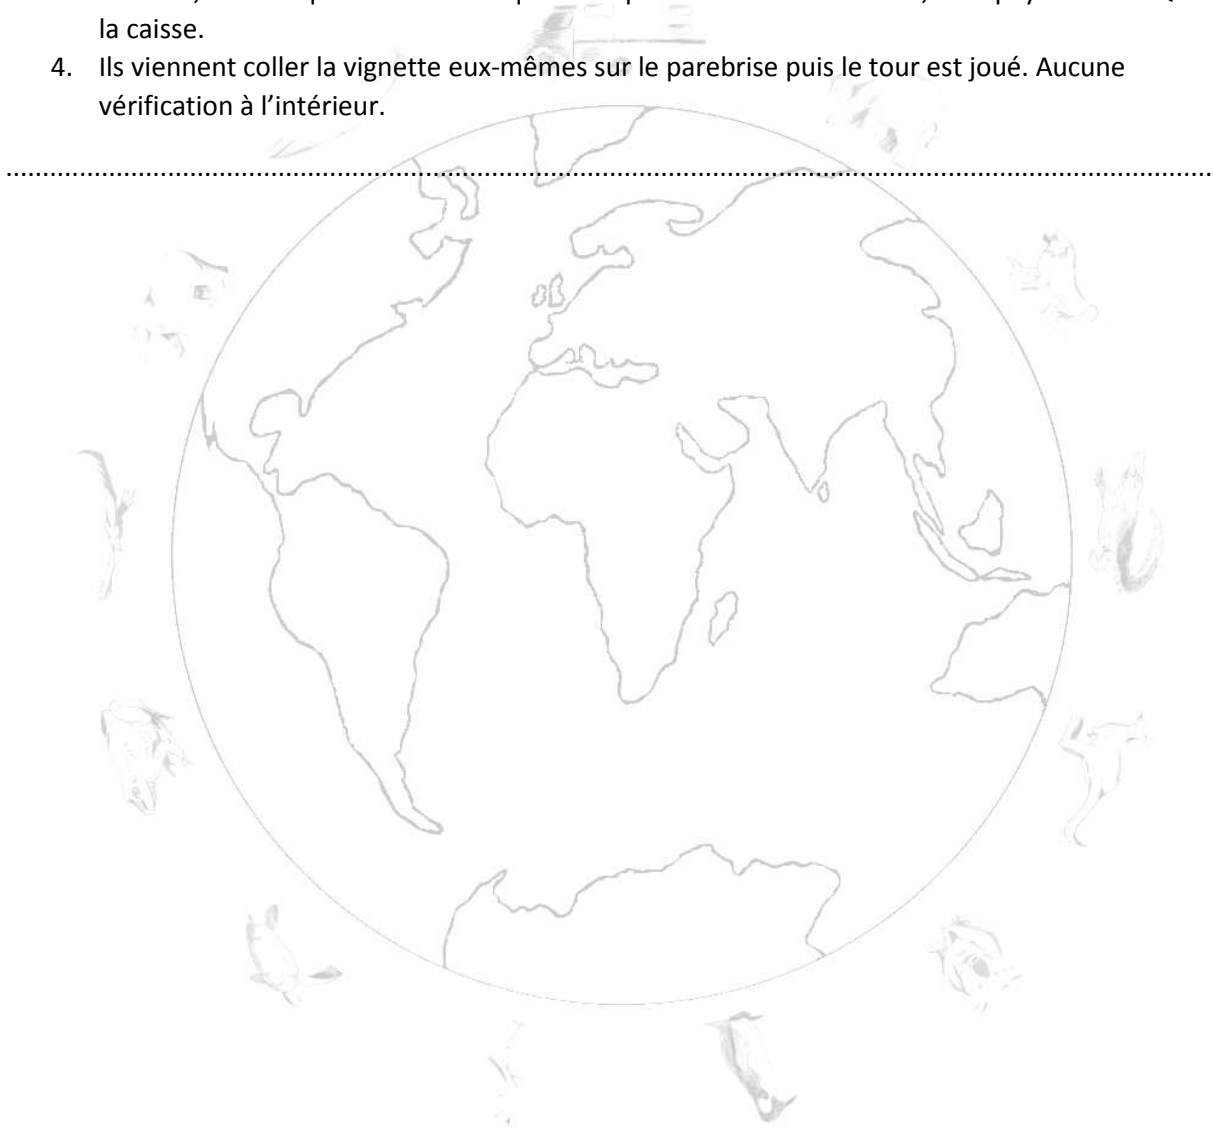 la caisse.
4. Ils viennent coller la vignette eux-mêmes sur le parebrise puis le tour est joué. Aucune
vérification à l'intérieur.
................................................................................................................................................................